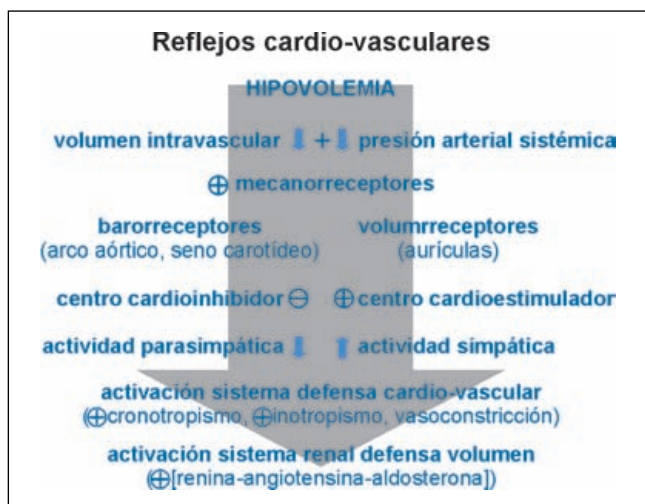 Reflejos cardio-vasculares
HIPOVOLEMIA
volumen intravascular ⬇ + ⬇ presión arterial sistémica
⊕ mecanorreceptores
barorreceptores volumrreceptores
(arco aórtico, seno carotídeo) (aurículas)
centro cardioinhibidor ⊖ ⊕ centro cardioestimulador
actividad parasimpática ⬇ ⬆ actividad simpática
activación sistema defensa cardio-vascular
(⊕cronotropismo, ⊕inotropismo, vasoconstricción)
activación sistema renal defensa volumen
(⊕[renina-angiotensina-aldosterona])